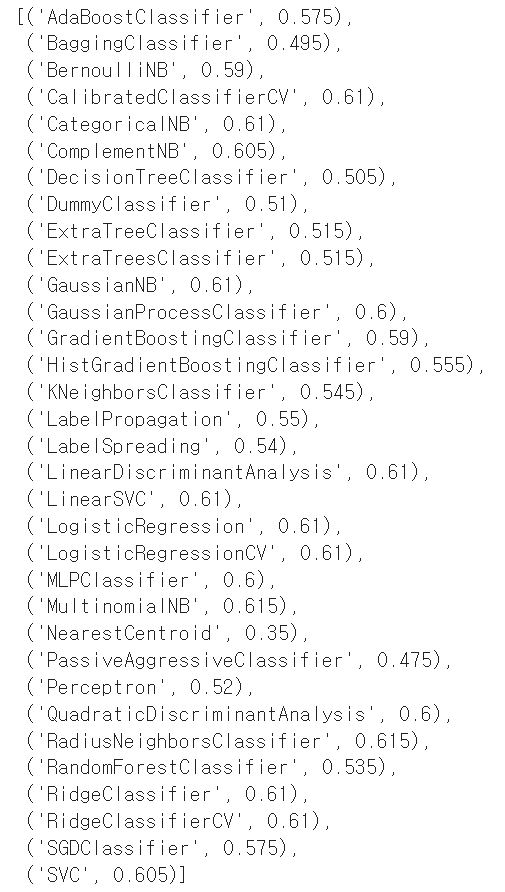 [('AdaBoostClassifier', 0.575),
('BaggingClassifier', 0.495),
('BernoulliNB', 0.59),
('CalibratedClassifierCV', 0.61),
('CategoricalNB', 0.61),
('ComplementNB', 0.605),
('DecisionTreeClassifier', 0.505),
('DummyClassifier', 0.51),
('ExtraTreeClassifier', 0.515),
('ExtraTreesClassifier', 0.515),
('GaussianNB', 0.61),
('GaussianProcessClassifier', 0.6),
('GradientBoostingClassifier', 0.59),
('HistGradientBoostingClassifier', 0.555),
('KNeighborsClassifier', 0.545),
('LabelPropagation', 0.55),
('LabelSpreading', 0.54),
('LinearDiscriminantAnalysis', 0.61),
('LinearSVC', 0.61),
('LogisticRegression', 0.61),
('LogisticRegressionCV', 0.61),
('MLPClassifier', 0.6),
('MultinomialNB', 0.615),
('NearestCentroid', 0.35),
('PassiveAggressiveClassifier', 0.475),
('Perceptron', 0.52),
('QuadraticDiscriminantAnalysis', 0.6),
('RadiusNeighborsClassifier', 0.615),
('RandomForestClassifier', 0.535),
('RidgeClassifier', 0.61),
('RidgeClassifierCV', 0.61),
('SGDClassifier', 0.575),
('SVC', 0.605)]